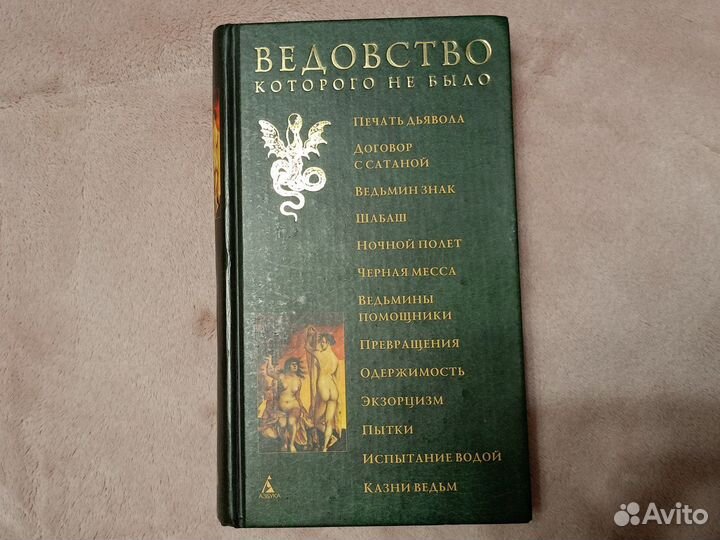 ВЕДОВСТВО
КОТОРОГО НЕ БЫЛО
ПЕЧАТЬ ДЬЯВОЛА
ДОГОВОР
С САТАНОЙ
ВЕДЬМИН ЗНАК
ШАБАШ
НОЧНОЙ ПОЛЕТ
ЧЕРНАЯ МЕССА
ВЕДЬМИНЫ
ПОМОЩНИКИ
ПРЕВРАЩЕНИЯ
ОДЕРЖИМОСТЬ
ЭКЗОРЦИЗМ
ПЫТКИ
ИСПЫТАНИЕ ВОДОЙ
КАЗНИ ВЕДЬМ
АЗБУКА
Avito